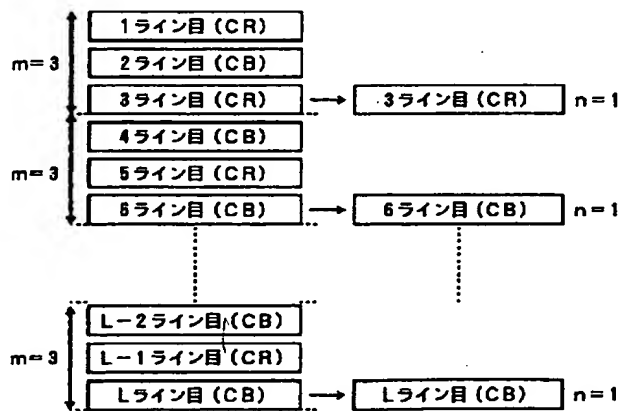 1ライン目(CR)
m=3
2ライン目(CB)
3ライン目(CR) → 3ライン目(CR) n=1
4ライン目(CB)
m=3
5ライン目(CR)
6ライン目(CB) → 6ライン目(CB) n=1
L-2ライン目(CB)
m=3
L-1ライン目(CR)
Lライン目(CB) → Lライン目(CB) n=1